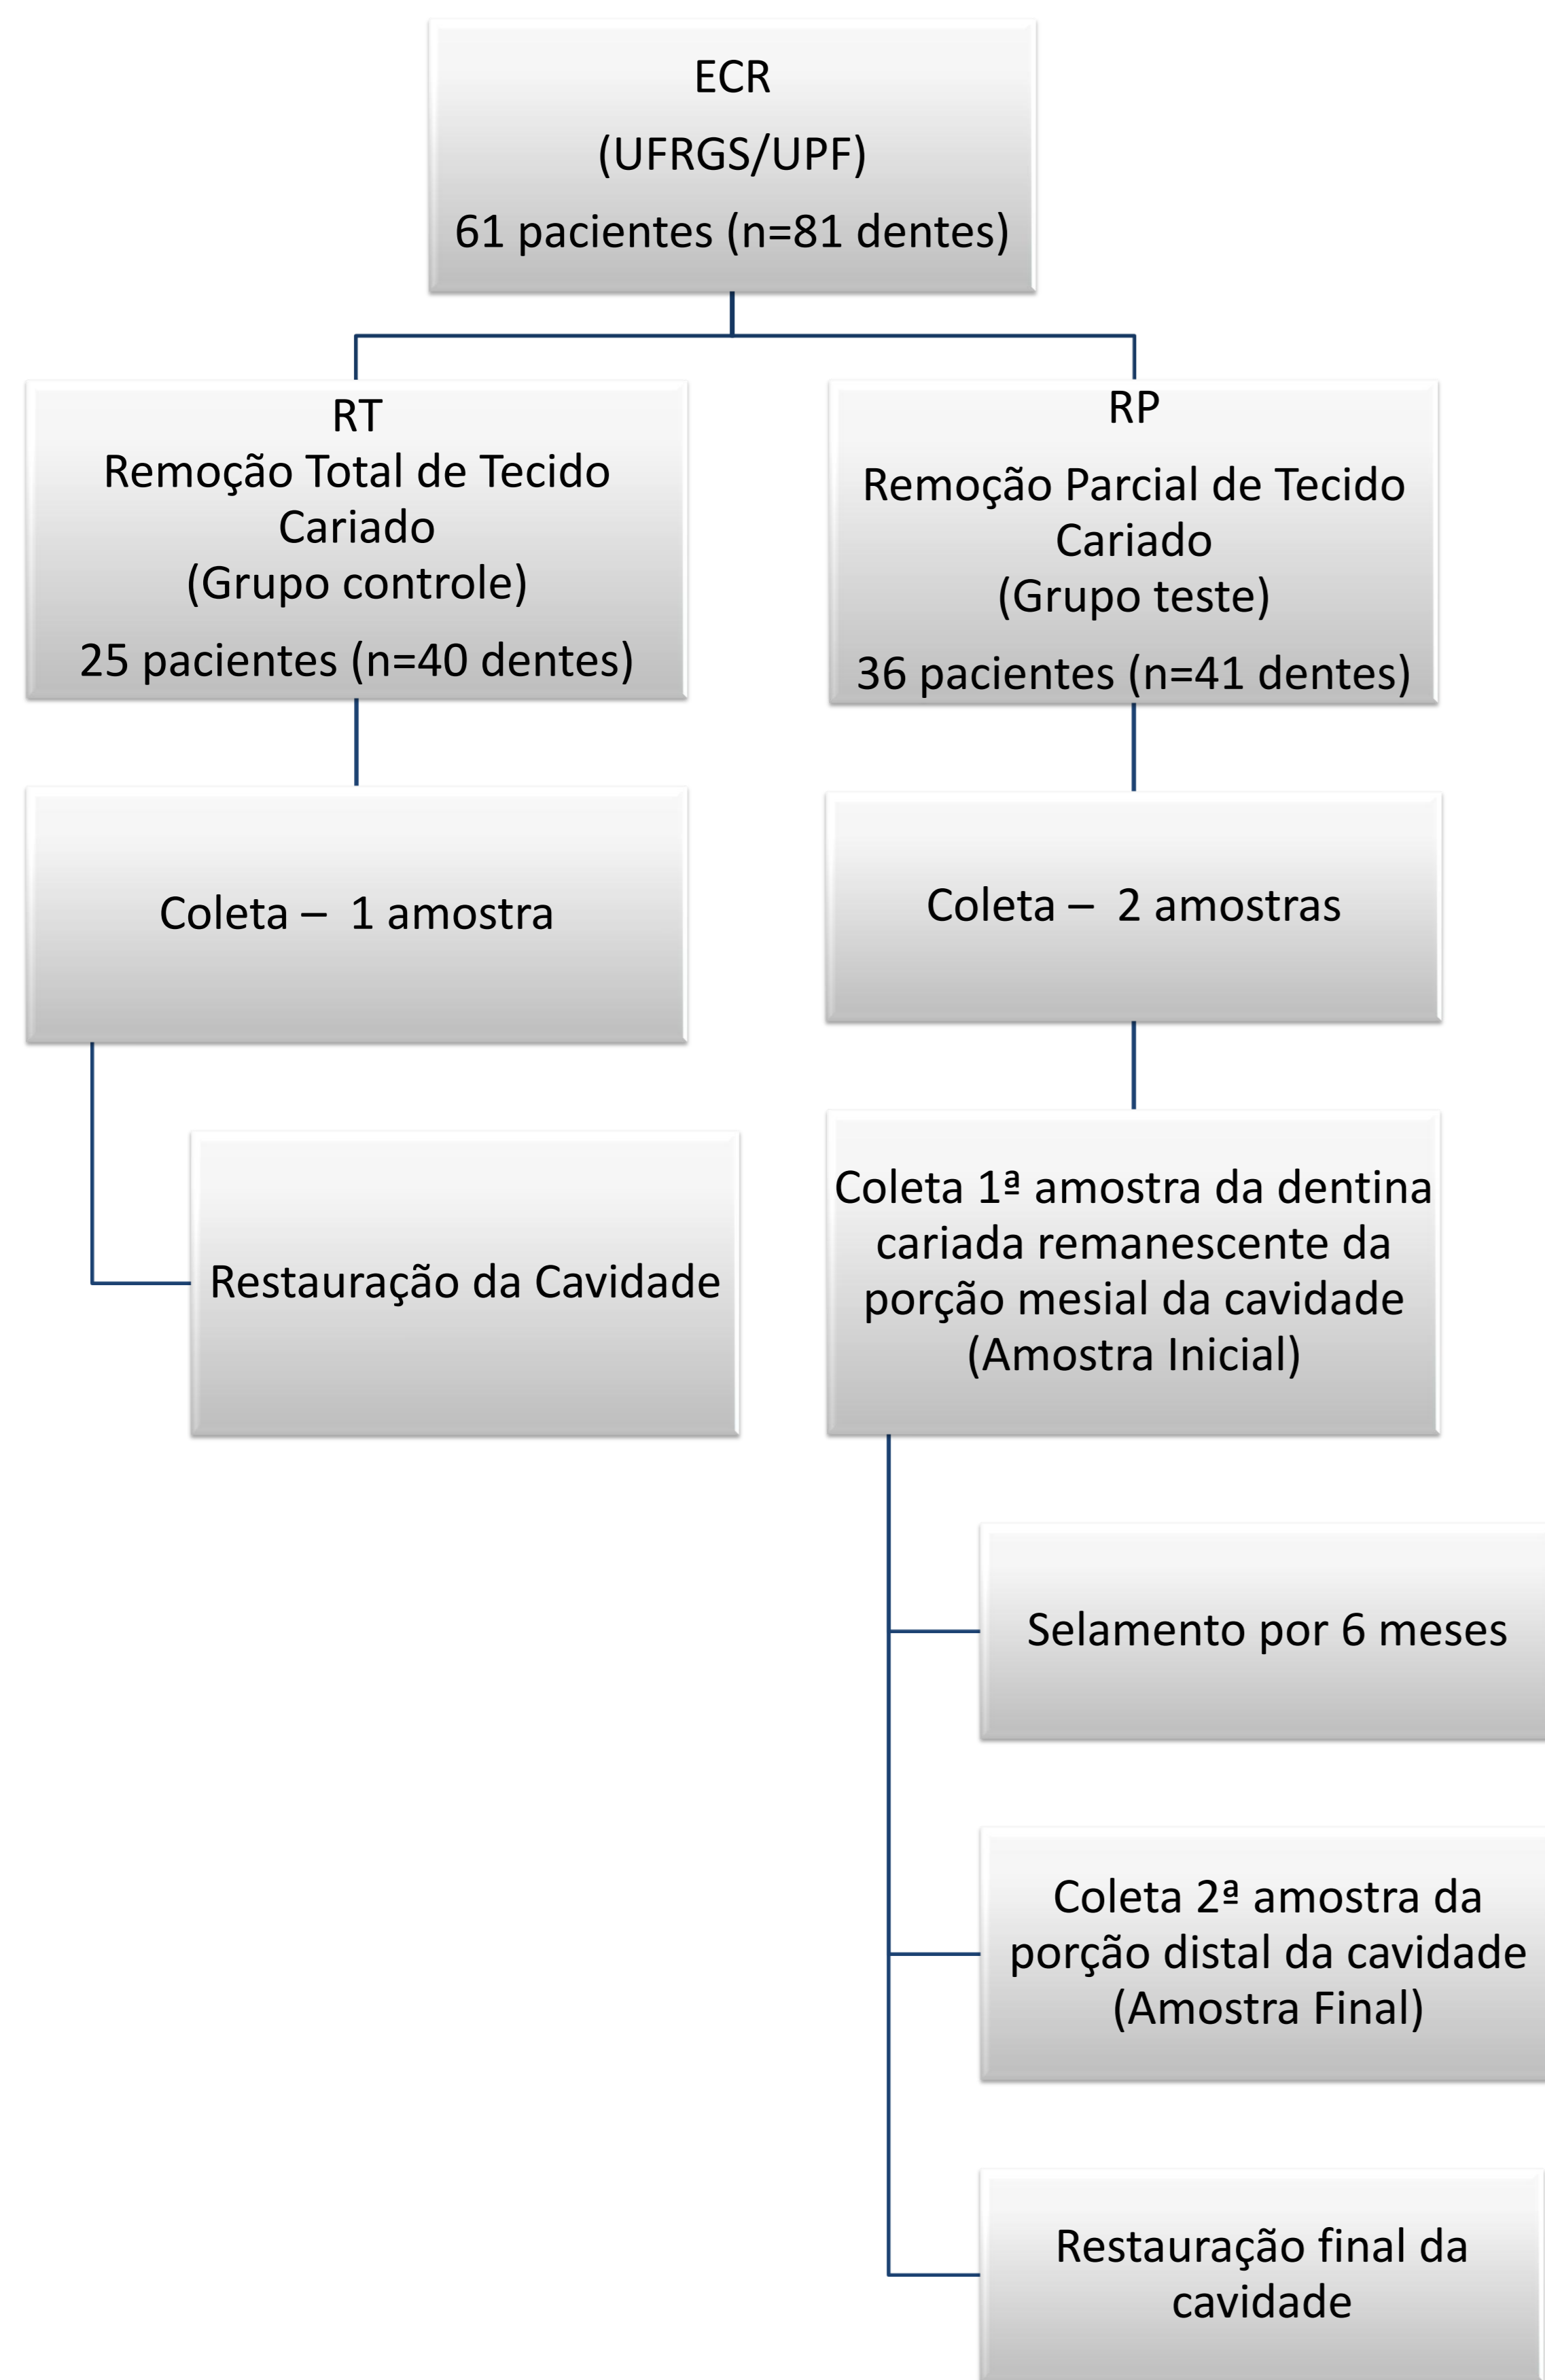 ECR
(UFRGS/UPF)
61 pacientes (n=81 dentes)
RT
Remoção Total de Tecido
Cariado
(Grupo controle)
25 pacientes (n=40 dentes)
RP
Remoção Parcial de Tecido
Cariado
(Grupo teste)
36 pacientes (n=41 dentes)
Coleta – 1 amostra
Coleta – 2 amostras
Restauração da Cavidade
Coleta 1ª amostra da dentina
cariada remanescente da
porção mesial da cavidade
(Amostra Inicial)
Selamento por 6 meses
Coleta 2ª amostra da
porção distal da cavidade
(Amostra Final)
Restauração final da
cavidade